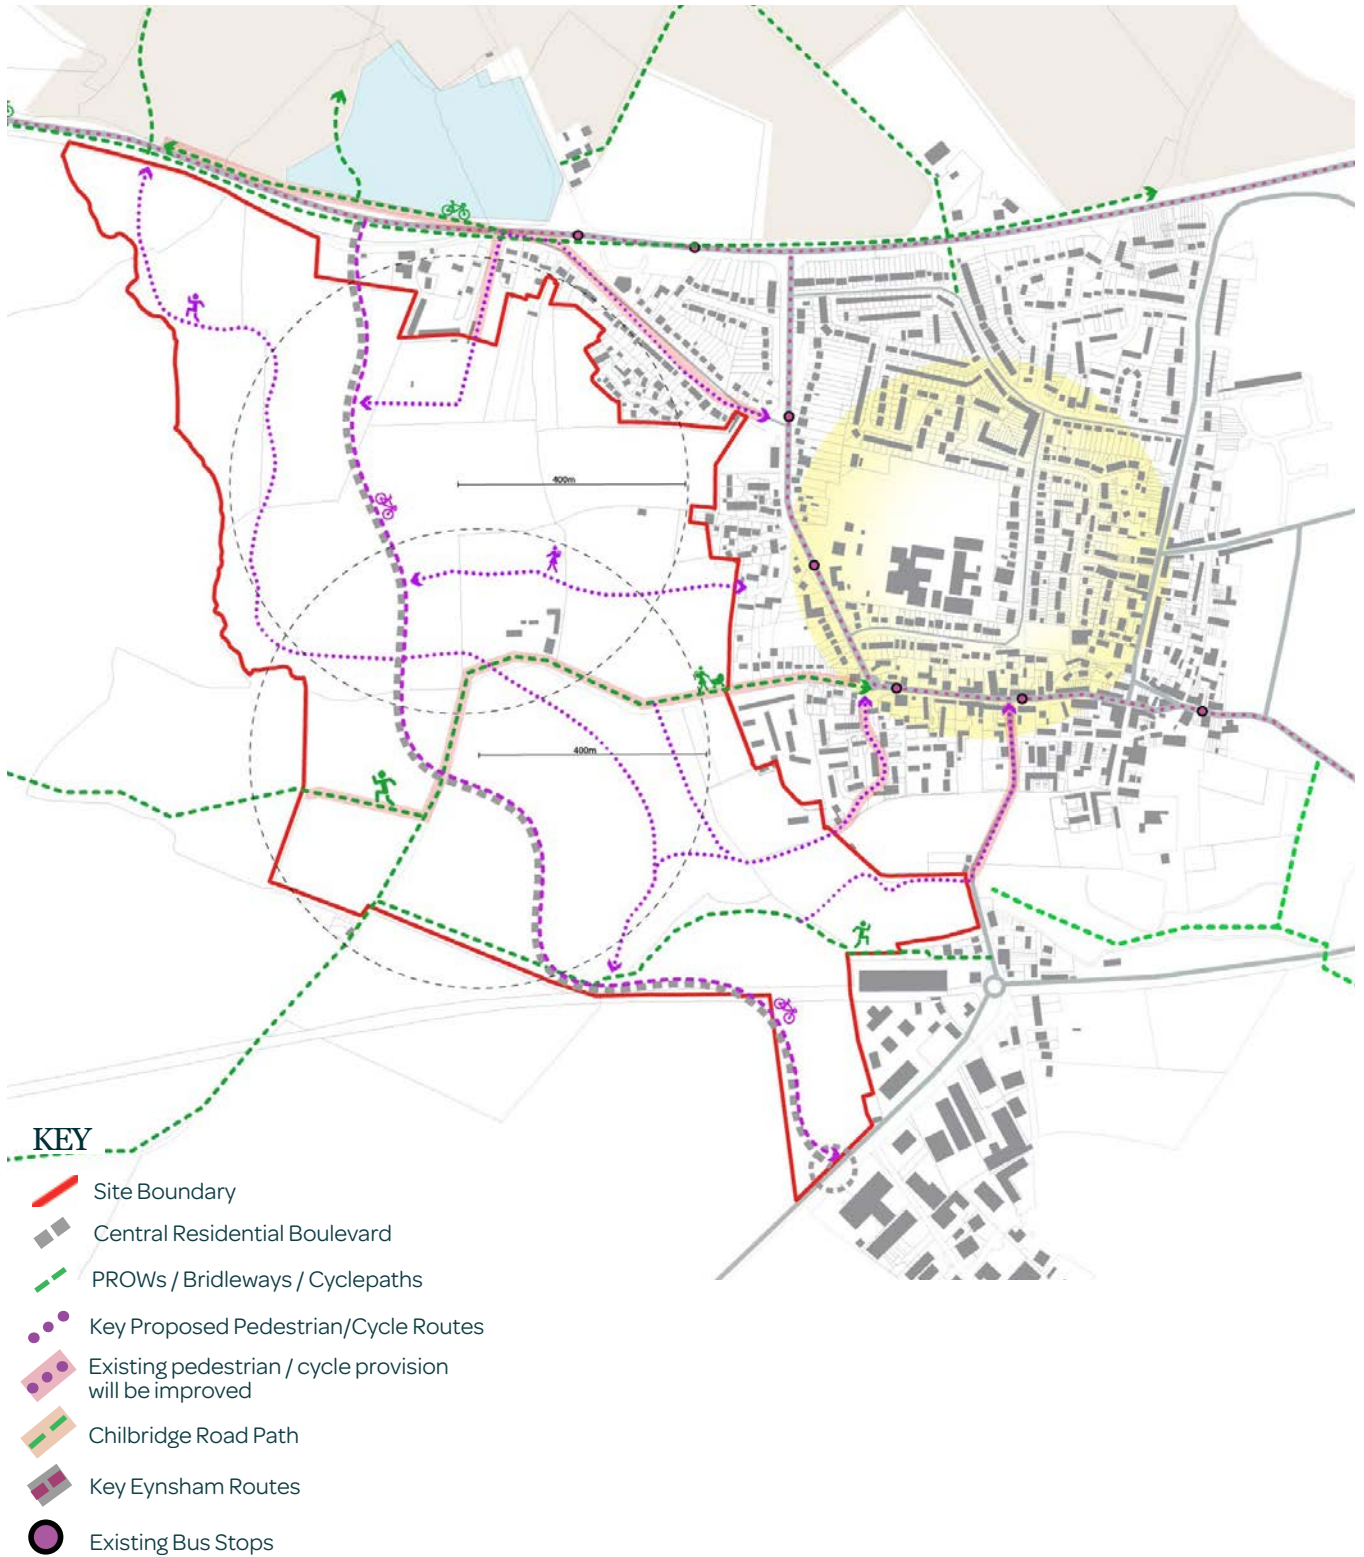 400m
400m
KEY
Site Boundary
Central Residential Boulevard
PROWs / Bridleways / Cyclepaths
Key Proposed Pedestrian/Cycle Routes
Existing pedestrian / cycle provision
will be improved
Chilbridge Road Path
Key Eynsham Routes
Existing Bus Stops